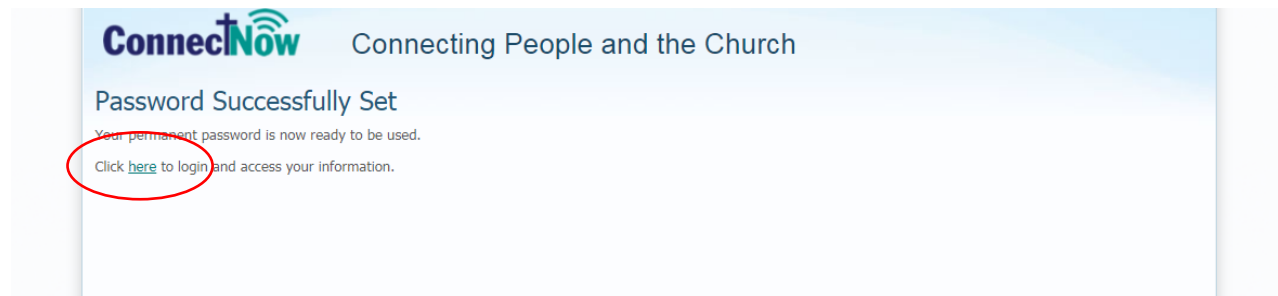 ConnectNow
Connecting People and the Church
Password Successfully Set
Your permanent password is now ready to be used.
Click here to login and access your information.